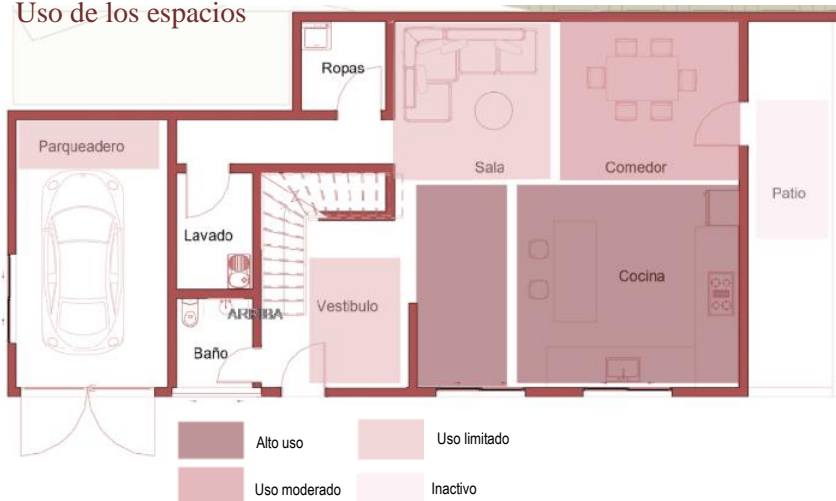 Uso de los espacios
Ropas
Parqueadero
Sala
Comedor
Patio
Lavado
Cocina
Vestibulo
ARRIBA
Baño
Alto uso
Uso limitado
Uso moderado
Inactivo